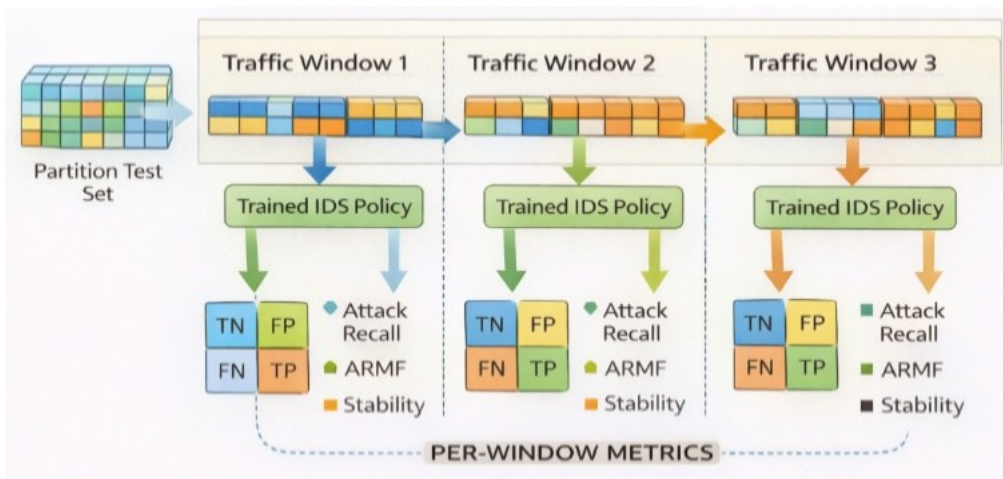 Traffic Window 1
Traffic Window 2
Traffic Window 3
Partition Test
Set
Trained IDS Policy
Trained IDS Policy
Trained IDS Policy
TN
FP
FN
TP
Attack
Recall
ARMF
Stability
TN
FP
FN
TP
Attack
Recall
ARMF
Stability
TN
FP
FN
TP
Attack
Recall
ARMF
Stability
PER-WINDOW METRICS